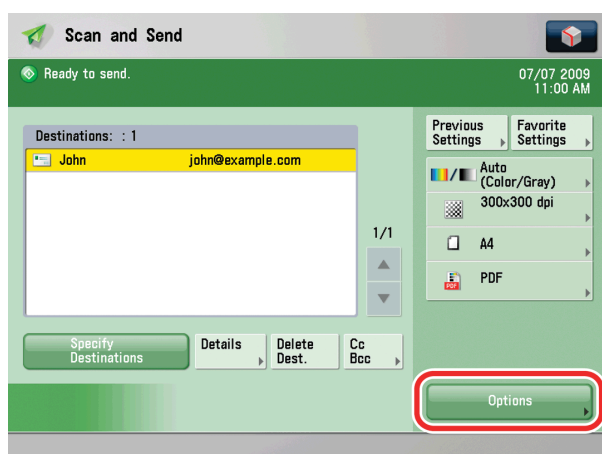 Scan and Send
Ready to send.
07/07 2009
11:00 AM
Destinations: : 1
John john@example.com
1/1
Specify
Destinations
Details
Delete
Dest.
Cc
Bcc
Previous
Settings
Favorite
Settings
Auto
(Color/Gray)
300x300 dpi
A4
PDF
PDF
Options